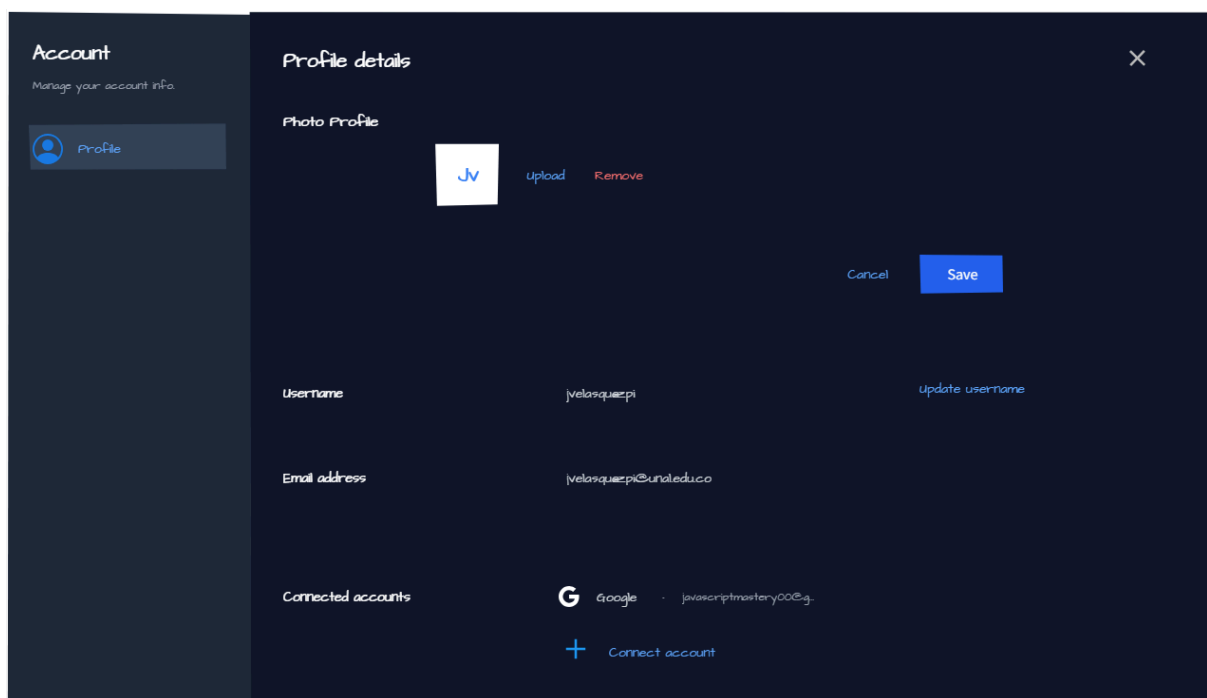 Account
Manage your account info.
Profile
Profile details
Photo Profile
Jv
Upload
Remove
Cancel
Save
Username
jvelasquezpi
Update username
Email address
jvelasquezpi@unal.edu.co
Connected accounts
Google · javascriptmastery00@g...
Connect account